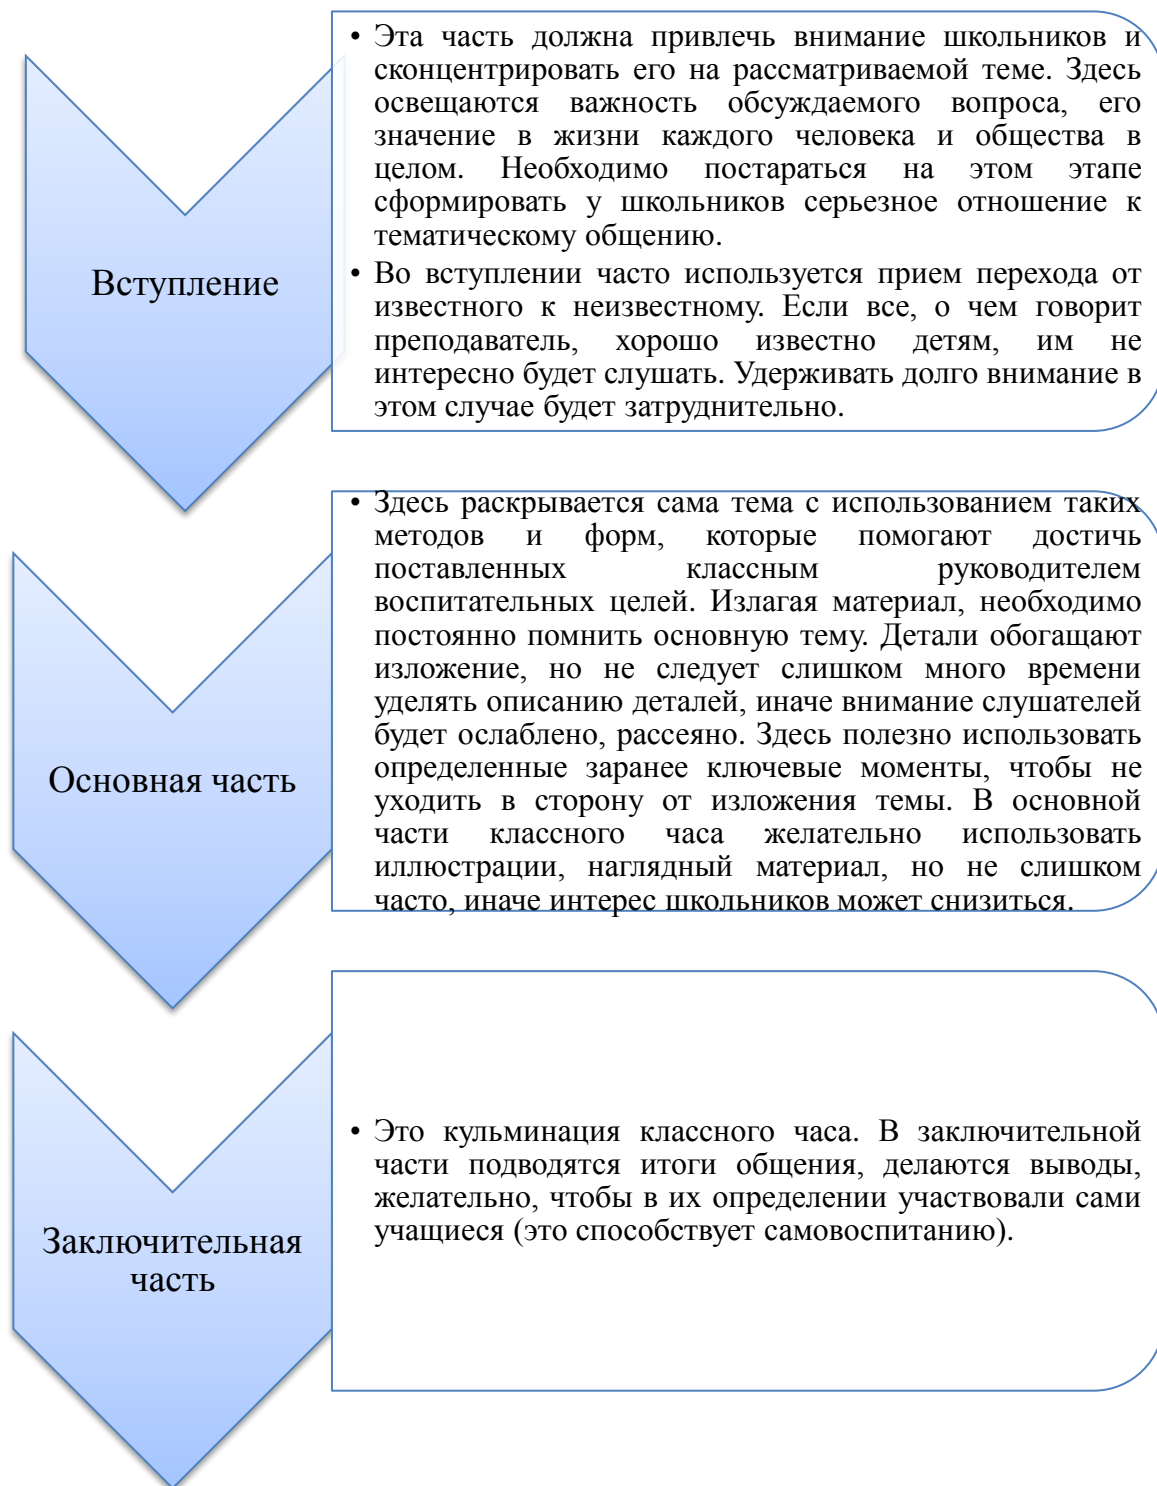 Вступление
• Эта часть должна привлечь внимание школьников и
сконцентрировать его на рассматриваемой теме. Здесь
освещаются важность обсуждаемого вопроса, его
значение в жизни каждого человека и общества в
целом. Необходимо постараться на этом этапе
сформировать у школьников серьезное отношение к
тематическому общению.
• Во вступлении часто используется прием перехода от
известного к неизвестному. Если все, о чем говорит
преподаватель, хорошо известно детям, им не
интересно будет слушать. Удерживать долго внимание в
этом случае будет затруднительно.
Основная часть
• Здесь раскрывается сама тема с использованием таких
методов и форм, которые помогают достичь
поставленных классным руководителем
воспитательных целей. Излагая материал, необходимо
постоянно помнить основную тему. Детали обогащают
изложение, но не следует слишком много времени
уделять описанию деталей, иначе внимание слушателей
будет ослаблено, рассеяно. Здесь полезно использовать
определенные заранее ключевые моменты, чтобы не
уходить в сторону от изложения темы. В основной
части классного часа желательно использовать
иллюстрации, наглядный материал, но не слишком
часто, иначе интерес школьников может снизиться.
Заключительная
часть
• Это кульминация классного часа. В заключительной
части подводятся итоги общения, делаются выводы,
желательно, чтобы в их определении участвовали сами
учащиеся (это способствует самовоспитанию).